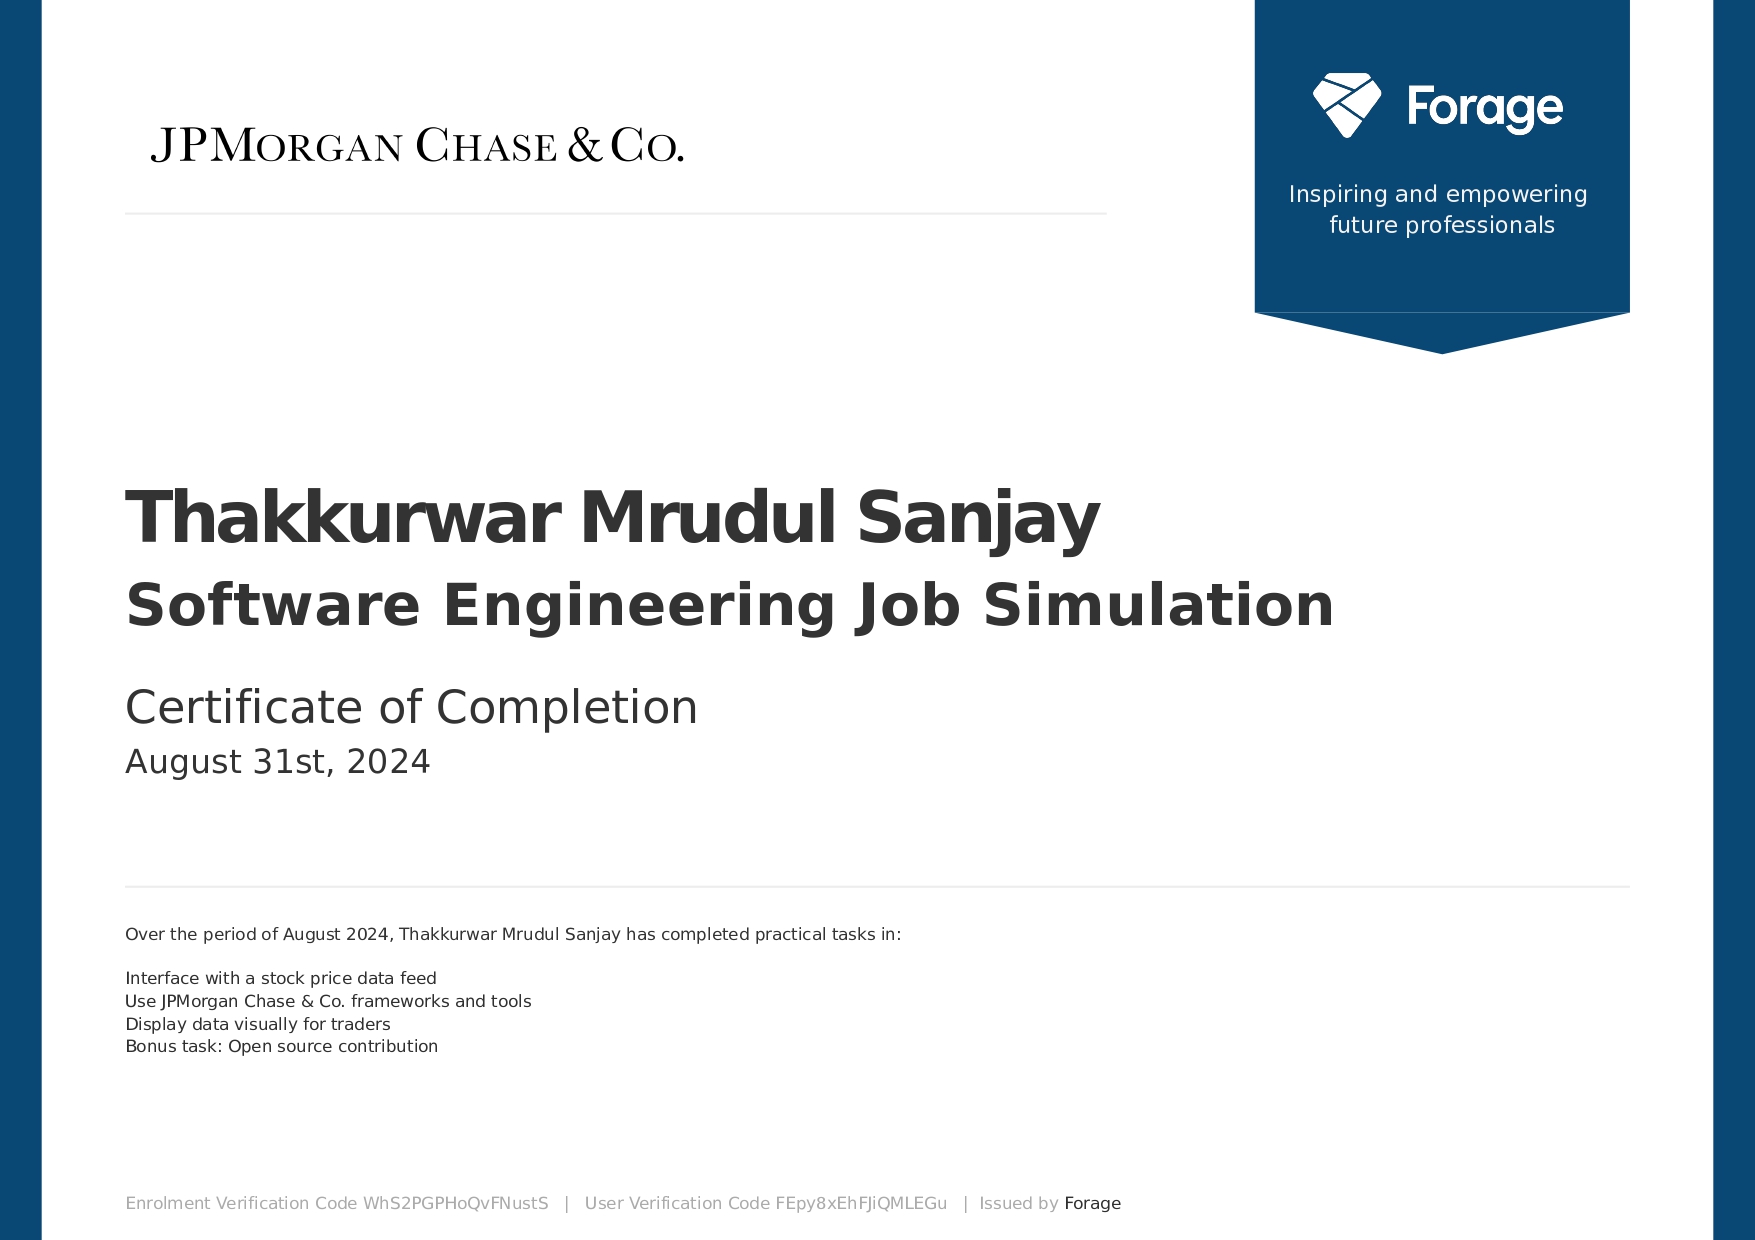 JPMORGAN CHASE & CO.
Forage
Inspiring and empowering
future professionals
Thakkurwar Mrudul Sanjay
Software Engineering Job Simulation
Certificate of Completion
August 31st, 2024
Over the period of August 2024, Thakkurwar Mrudul Sanjay has completed practical tasks in:
Interface with a stock price data feed
Use JPMorgan Chase & Co. frameworks and tools
Display data visually for traders
Bonus task: Open source contribution
Enrolment Verification Code WhS2PGPHoQvFNustS | User Verification Code FEpy8xEhFJiQMLEGu | Issued by Forage